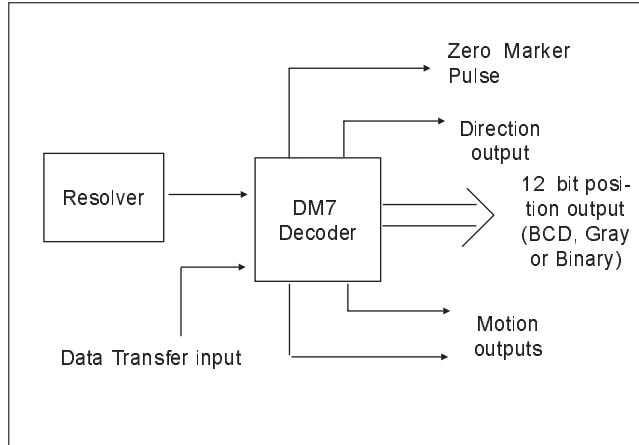 Zero Marker
Pulse
Direction
output
Resolver
DM7
Decoder
12 bit posi-
tion output
(BCD, Gray
or Binary)
Data Transfer input
Motion
outputs